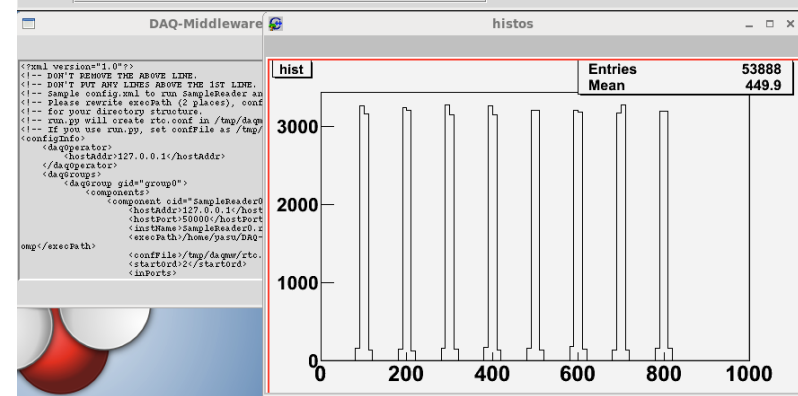 DAQ-Middleware
<?xml version="1.0"?>
<!-- DON'T REMOVE THE ABOVE LINE.
<!-- DON'T PUT ANY LINES ABOVE THE 1ST LINE.
<!-- Sample config.xml to run SampleReader an
<!-- Please rewrite execPath (2 places), conf
<!-- for your directory structure.
<!-- run.py will create rtc.conf in /tmp/daqm
<!-- If you use run.py, set confFile as /tmp/
<configInfo>
<daqOperator>
<hostAddr>127.0.0.1</hostAddr>
</daqOperator>
<daqGroups>
<daqGroup gid="group0">
<components>
<component cid="SampleReader0
<hostAddr>127.0.0.1</host
<hostPort>50000</hostPort
<instName>SampleReader0.r
<execPath>/home/yasu/DAQ-
omp</execPath>
<confFile>/tmp/daqmw/rtc.
<startOrd>2</startOrd>
<inPorts>
histos
hist
Entries 53888
Mean 449.9
3000
2000
1000
0
0 200 400 600 800 1000